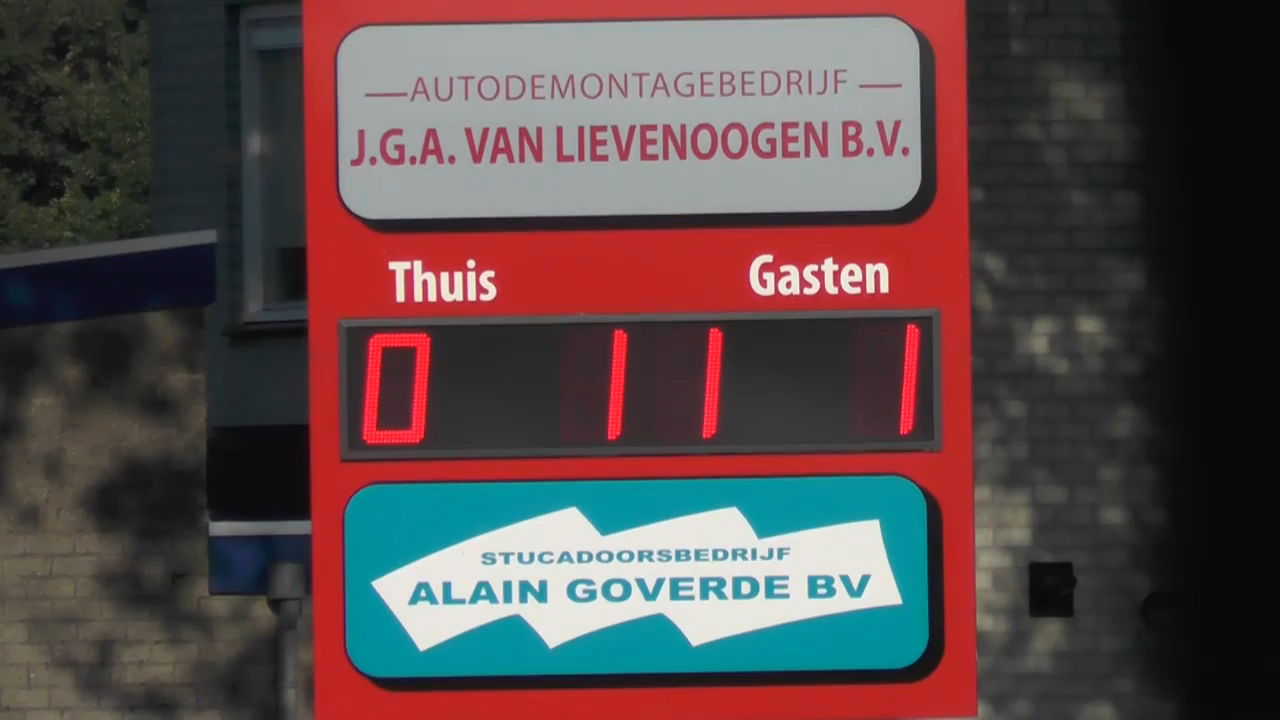 AUTODEMONTAGEBEDRIJF
J.G.A. VAN LIEVENOOGEN B.V.
Thuis Gasten
0 11 1
STUCADOORSBEDRIJF
ALAIN GOVERDE BV